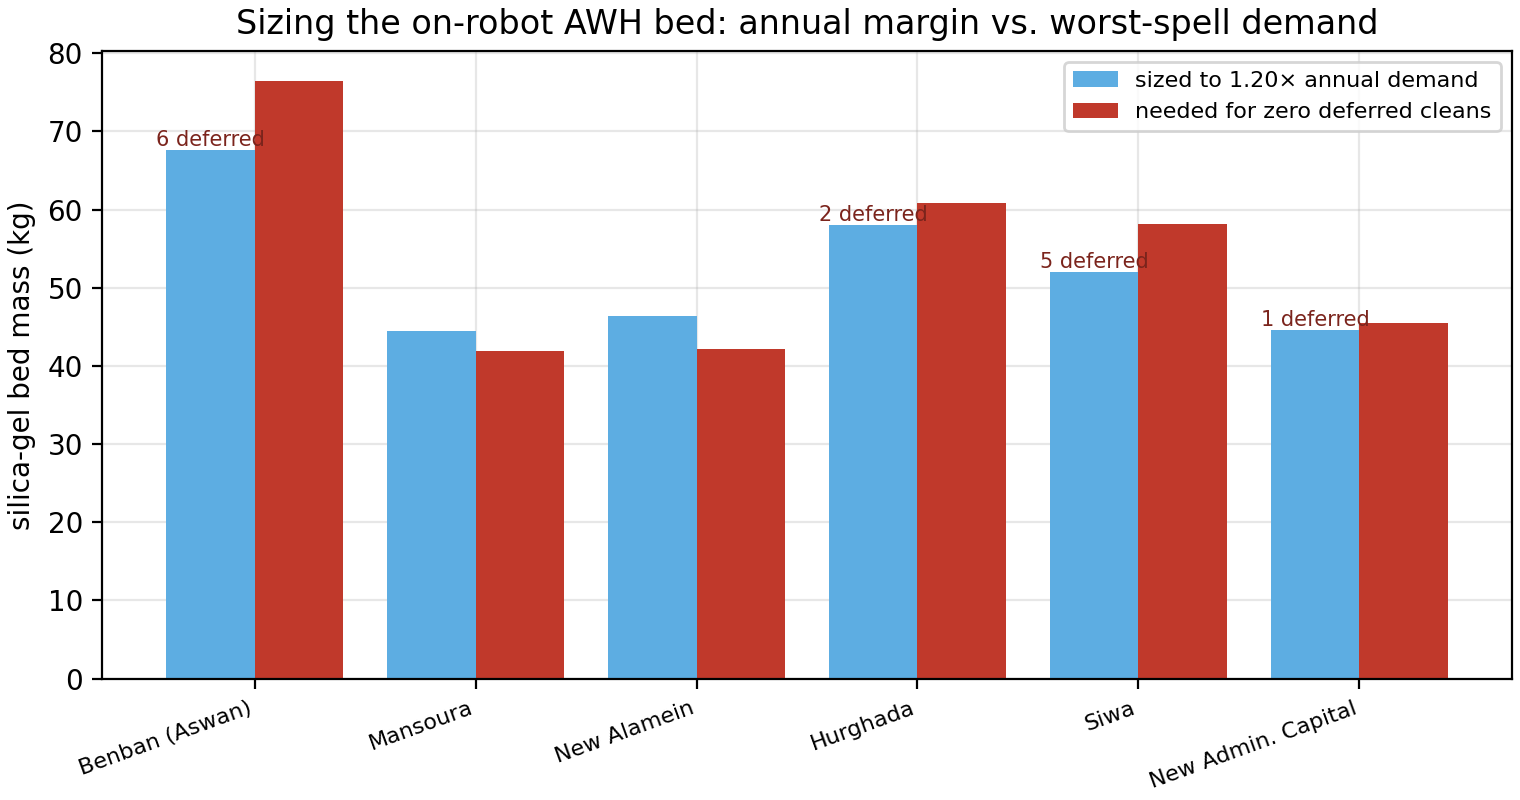 Sizing the on-robot AWH bed: annual margin vs. worst-spell demand
sized to 1.20× annual demand
needed for zero deferred cleans
silica-gel bed mass (kg)
80
70
60
50
40
30
20
10
0
6 deferred
2 deferred
5 deferred
1 deferred
Benban (Aswan)
Mansoura
New Alamein
Hurghada
Siwa
New Admin. Capital